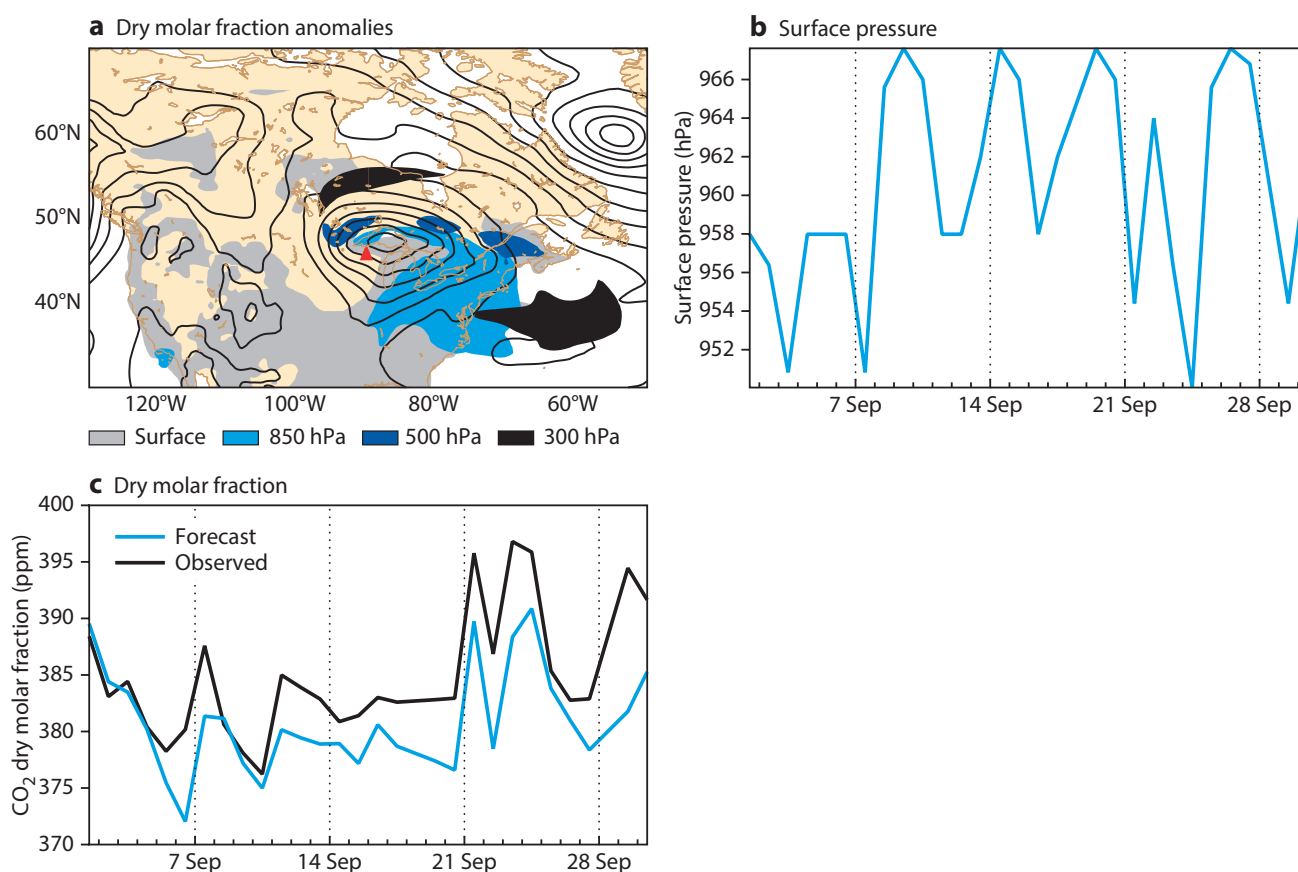 a Dry molar fraction anomalies
60°N
50°N
40°N
120°W 100°W 80°W 60°W
Surface 850 hPa 500 hPa 300 hPa
b Surface pressure
Surface pressure (hPa)
966
964
962
960
958
956
954
952
7 Sep 14 Sep 21 Sep 28 Sep
c Dry molar fraction
CO₂ dry molar fraction (ppm)
400
395
390
385
380
375
370
Forecast
Observed
7 Sep 14 Sep 21 Sep 28 Sep